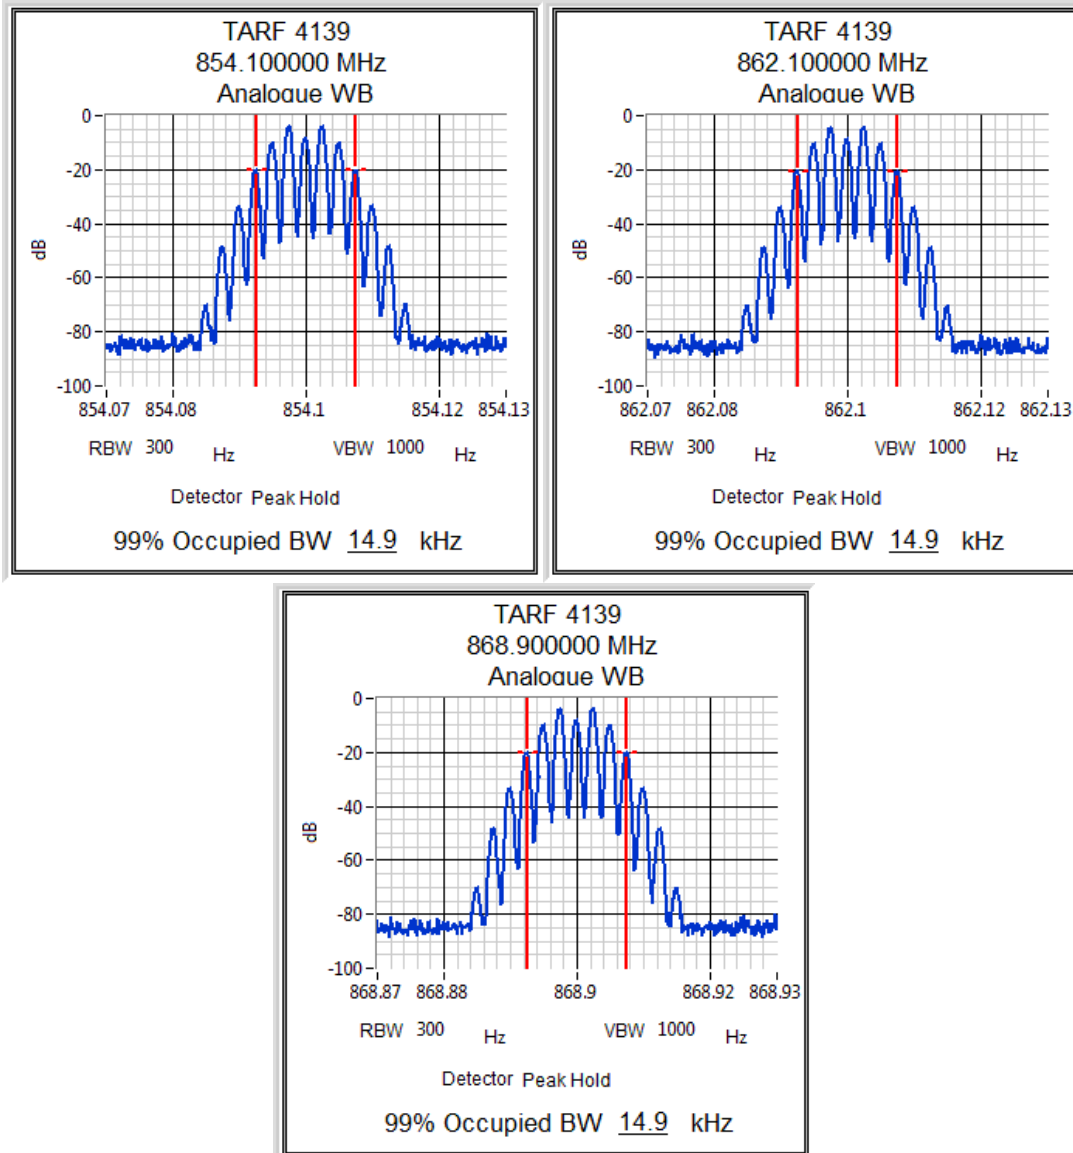 TARF 4139
854.100000 MHz
Analogue WB
0
-20
-40
-60
-80
-100
dB
854.07 854.08 854.1 854.12 854.13
RBW 300 Hz VBW 1000 Hz
Detector Peak Hold
99% Occupied BW 14.9 kHz
TARF 4139
862.100000 MHz
Analogue WB
0
-20
-40
-60
-80
-100
dB
862.07 862.08 862.1 862.12 862.13
RBW 300 Hz VBW 1000 Hz
Detector Peak Hold
99% Occupied BW 14.9 kHz
TARF 4139
868.900000 MHz
Analogue WB
0
-20
-40
-60
-80
-100
dB
868.87 868.88 868.9 868.92 868.93
RBW 300 Hz VBW 1000 Hz
Detector Peak Hold
99% Occupied BW 14.9 kHz